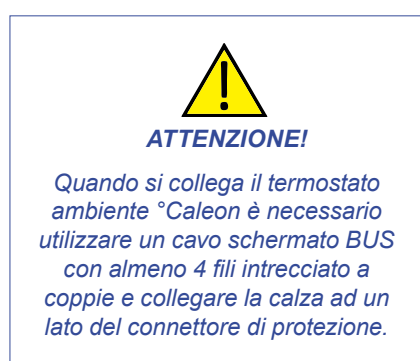 ATTENZIONE!
Quando si collega il termostato
ambiente °Caleon è necessario
utilizzare un cavo schermato BUS
con almeno 4 fili intrecciato a
coppie e collegare la calza ad un
lato del connettore di protezione.